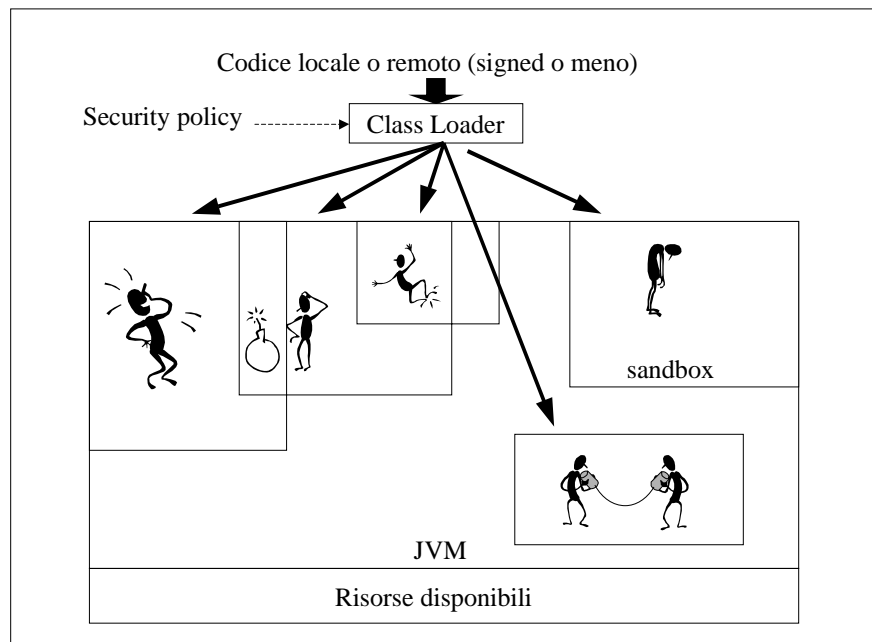 Codice locale o remoto (signed o meno)
Security policy
Class Loader
sandbox
JVM
Risorse disponibili